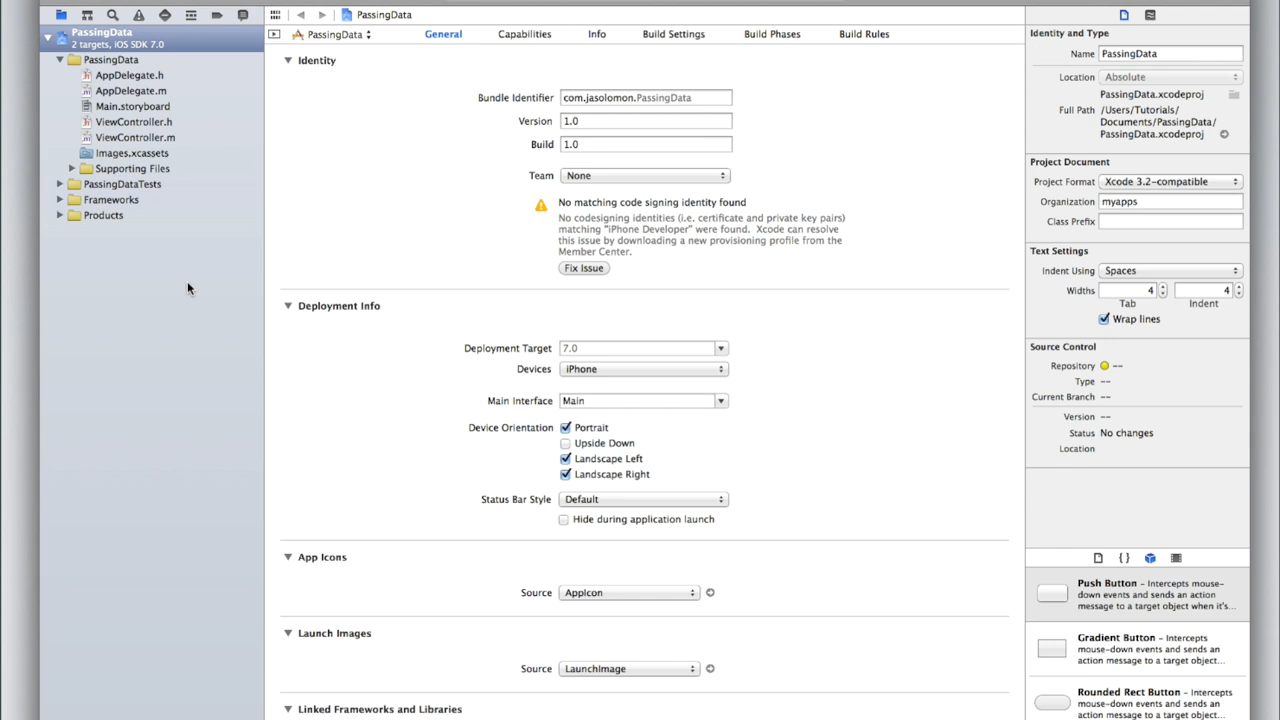 PassingData
PassingData
2 targets, iOS SDK 7.0
PassingData
AppDelegate.h
AppDelegate.m
Main.storyboard
ViewController.h
ViewController.m
Images.xcassets
Supporting Files
PassingDataTests
Frameworks
Products
PassingData
General
Capabilities
Info
Build Settings
Build Phases
Build Rules
Identity
Bundle Identifier com.jasolomon.PassingData
Version 1.0
Build 1.0
Team None
No matching code signing identity found
No codesigning identities (i.e. certificate and private key pairs)
matching "iPhone Developer" were found. Xcode can resolve
this issue by downloading a new provisioning profile from the
Member Center.
Fix Issue
Deployment Info
Deployment Target 7.0
Devices iPhone
Main Interface Main
Device Orientation Portrait
Upside Down
Landscape Left
Landscape Right
Status Bar Style Default
Hide during application launch
App Icons
Source AppIcon
Launch Images
Source LaunchImage
Linked Frameworks and Libraries
Identity and Type
Name PassingData
Location Absolute
PassingData.xcodeproj
Full Path /Users/Tutorials/
Documents/PassingData/
PassingData.xcodeproj
Project Document
Project Format Xcode 3.2-compatible
Organization myapps
Class Prefix
Text Settings
Indent Using Spaces
Widths 4 4
Tab Indent
Wrap lines
Source Control
Repository --
Type --
Current Branch --
Version --
Status No changes
Location
{ }
Push Button - Intercepts mouse-
down events and sends an action
message to a target object when it's...
Gradient Button - Intercepts
mouse-down events and sends an
action message to a target object...
Rounded Rect Button - Intercepts
mouse-down events and sends an
action message to a target object...